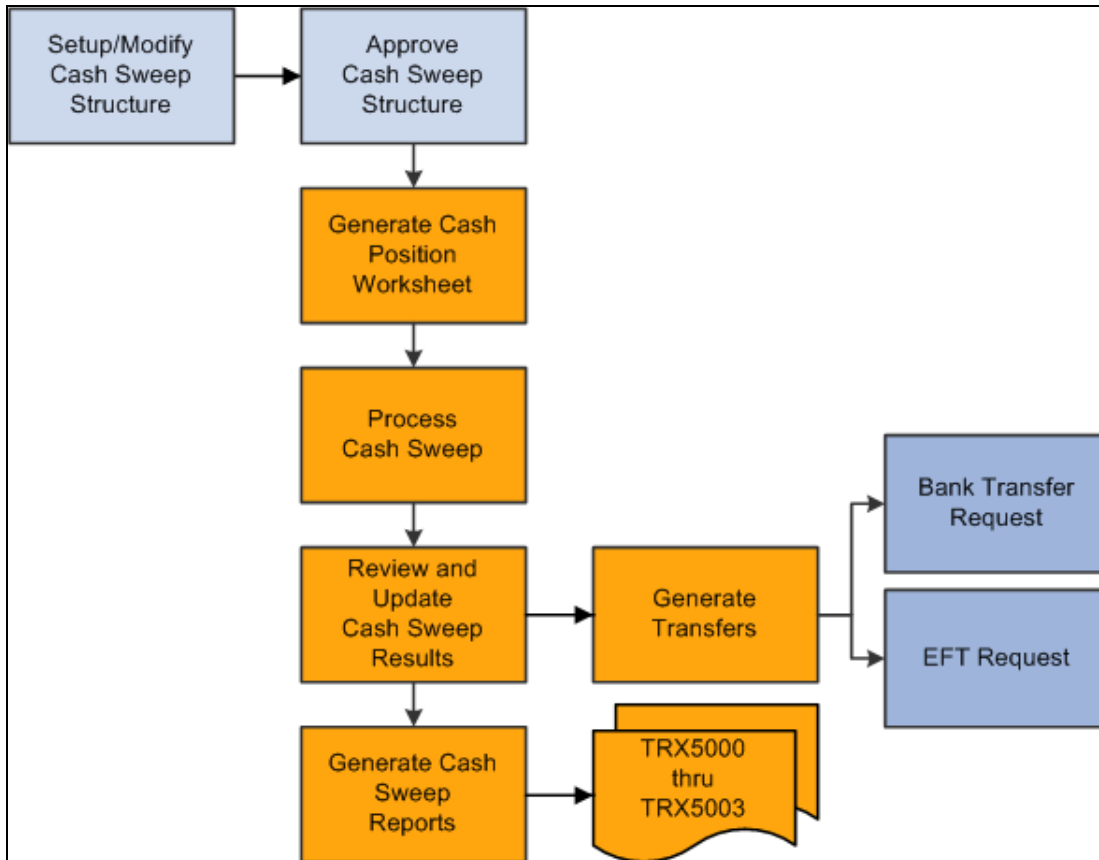 Setup/Modify
Cash Sweep
Structure
Approve
Cash Sweep
Structure
Generate Cash
Position
Worksheet
Process
Cash Sweep
Review and
Update
Cash Sweep
Results
Generate
Transfers
Bank Transfer
Request
EFT Request
Generate Cash
Sweep
Reports
TRX5000
thru
TRX5003